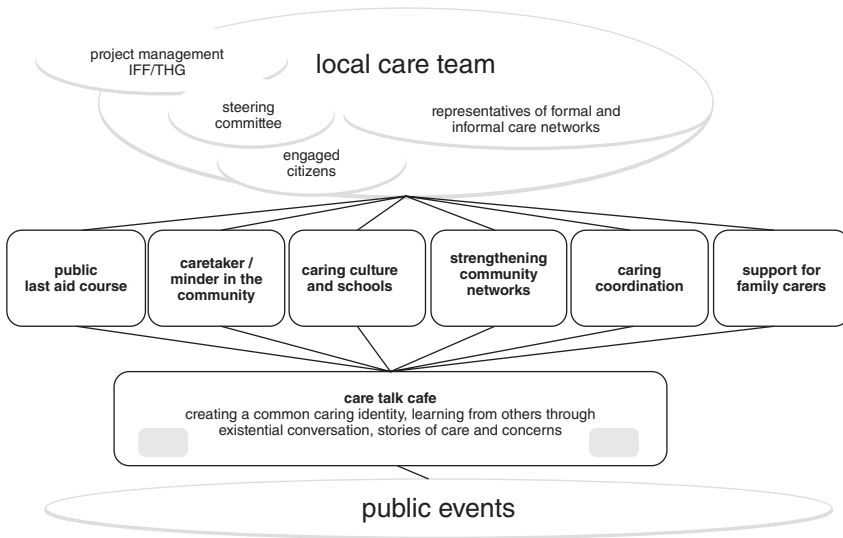 project management
IFF/THG
local care team
steering
committee
representatives of formal and
informal care networks
engaged
citizens
public
last aid course
caretaker /
minder in the
community
caring culture
and schools
strengthening
community
networks
caring
coordination
support for
family carers
care talk cafe
creating a common caring identity, learning from others through
existential conversation, stories of care and concerns
public events